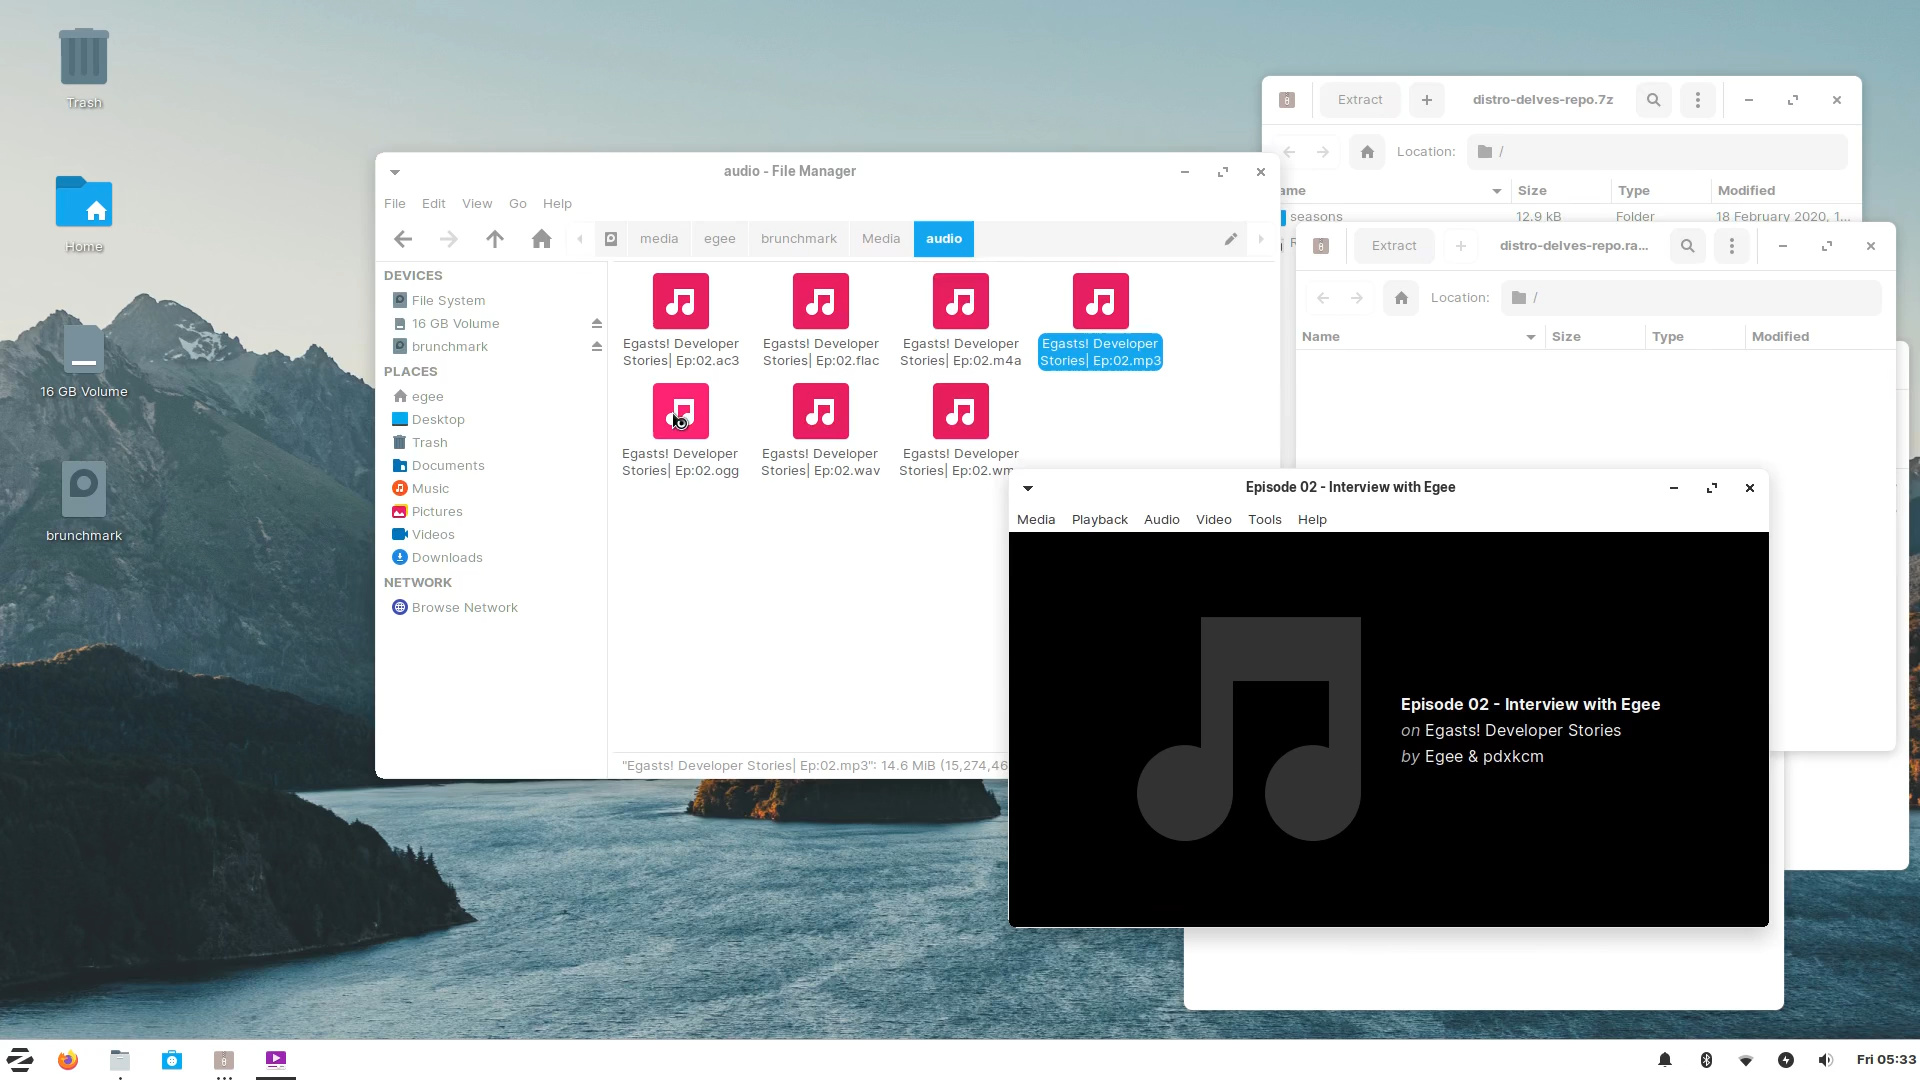 Trash
Home
16 GB Volume
brunchmark
audio - File Manager
File Edit View Go Help
media egee brunchmark Media audio
DEVICES
File System
16 GB Volume
brunchmark
PLACES
egee
Desktop
Trash
Documents
Music
Pictures
Videos
Downloads
NETWORK
Browse Network
Egasts! Developer
Stories| Ep:02.ac3
Egasts! Developer
Stories| Ep:02.flac
Egasts! Developer
Stories| Ep:02.m4a
Egasts! Developer
Stories| Ep:02.mp3
Egasts! Developer
Stories| Ep:02.ogg
Egasts! Developer
Stories| Ep:02.wav
Egasts! Developer
Stories| Ep:02.wm
"Egasts! Developer Stories| Ep:02.mp3": 14.6 MiB (15,274,46
Extract distro-delves-repo.7z
Location: /
ame Size Type Modified
seasons 12.9 kB Folder 18 February 2020, 1...
Extract distro-delves-repo.ra...
Location: /
Name Size Type Modified
Episode 02 - Interview with Egee
Media Playback Audio Video Tools Help
Episode 02 - Interview with Egee
on Egasts! Developer Stories
by Egee & pdxkcm
Fri 05:33